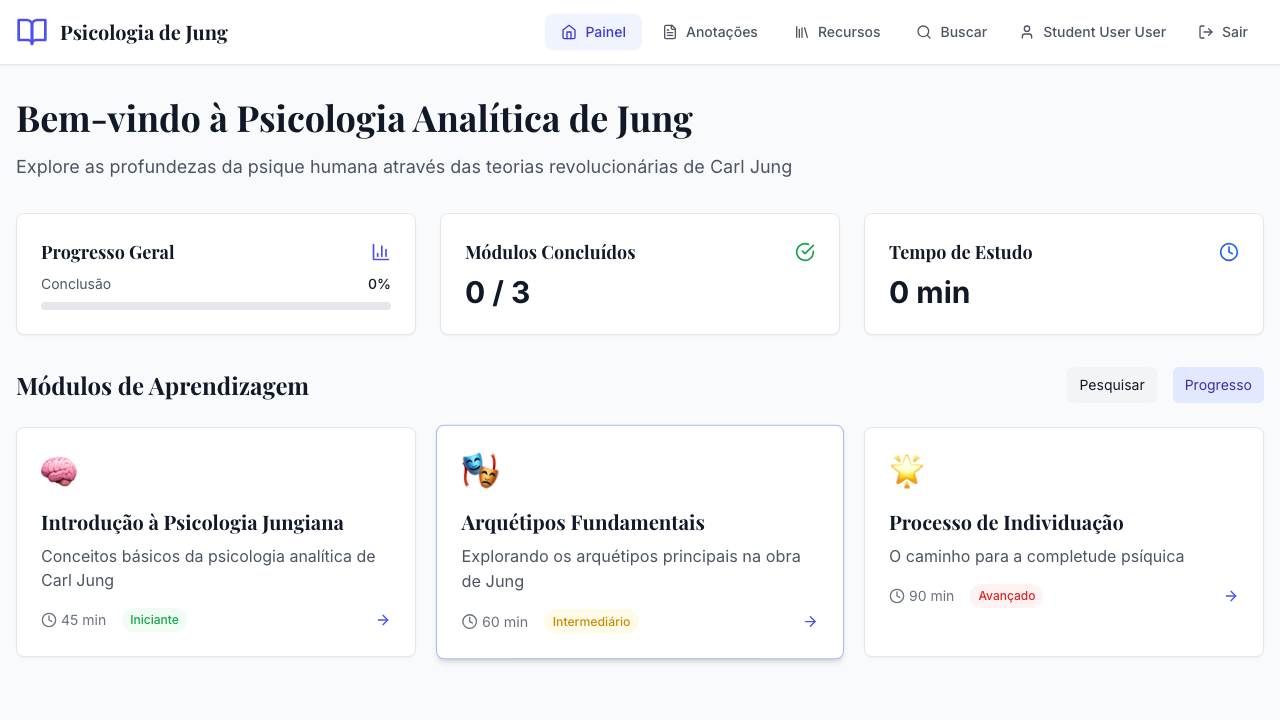 Psicologia de Jung
Painel
Anotações
Recursos
Buscar
Student User User
Sair
Bem-vindo à Psicologia Analítica de Jung
Explore as profundezas da psique humana através das teorias revolucionárias de Carl Jung
Progresso Geral
Conclusão 0%
Módulos Concluídos
0 / 3
Tempo de Estudo
0 min
Módulos de Aprendizagem
Pesquisar
Progresso
Introdução à Psicologia Jungiana
Conceitos básicos da psicologia analítica de
Carl Jung
45 min Iniciante
Arquétipos Fundamentais
Explorando os arquétipos principais na obra
de Jung
60 min Intermediário
Processo de Individuação
O caminho para a completude psíquica
90 min Avançado